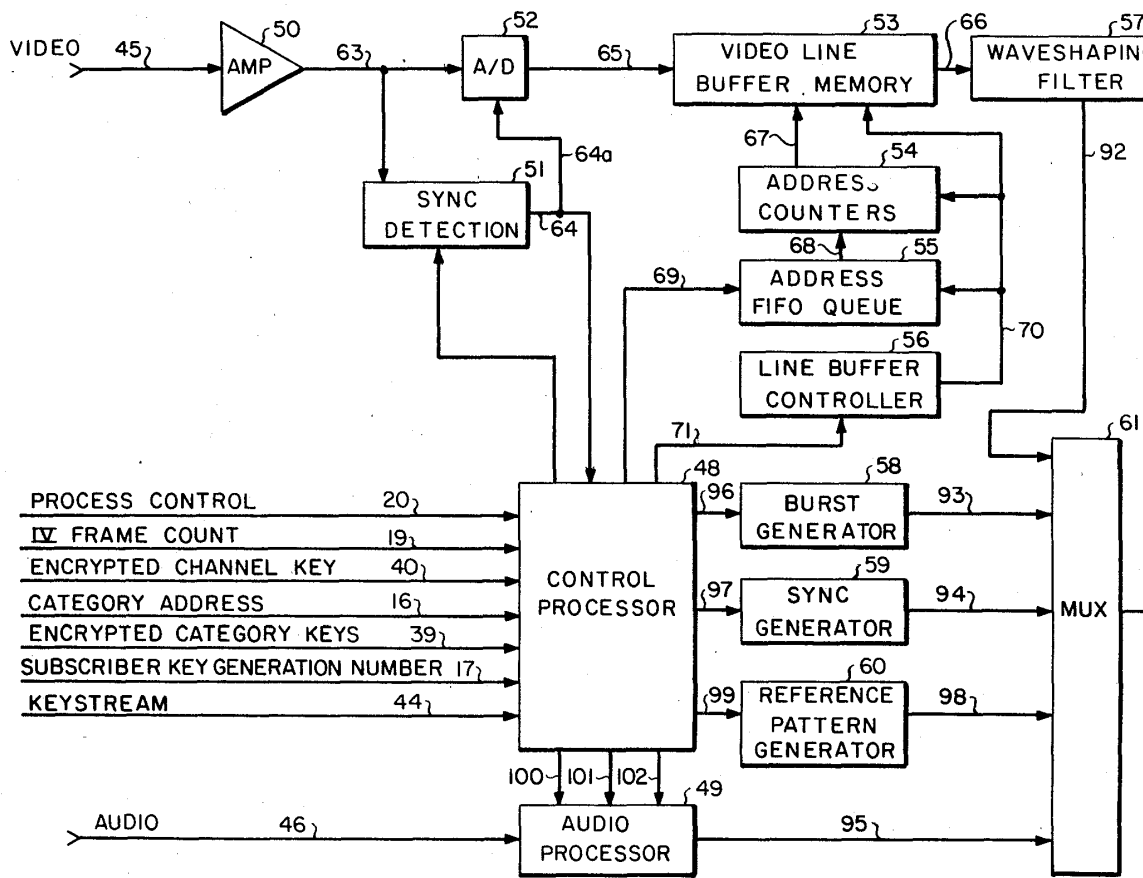 VIDEO
45
50
AMP
63
52
A/D
65
53
VIDEO LINE
BUFFER MEMORY
66
57
WAVESHAPING
FILTER
67
64a
92
51
SYNC
DETECTION
64
54
ADDRESS
COUNTERS
68
55
69
ADDRESS
FIFO QUEUE
70
56
LINE BUFFER
CONTROLLER
71
61
MUX
48
CONTROL
PROCESSOR
PROCESS CONTROL 20
IV FRAME COUNT 19
ENCRYPTED CHANNEL KEY 40
CATEGORY ADDRESS 16
ENCRYPTED CATEGORY KEYS 39
SUBSCRIBER KEY GENERATION NUMBER 17
KEYSTREAM 44
96
58
BURST
GENERATOR
93
97
59
SYNC
GENERATOR
94
99
60
REFERENCE
PATTERN
GENERATOR
98
100
101
102
49
AUDIO 46
AUDIO
PROCESSOR
95